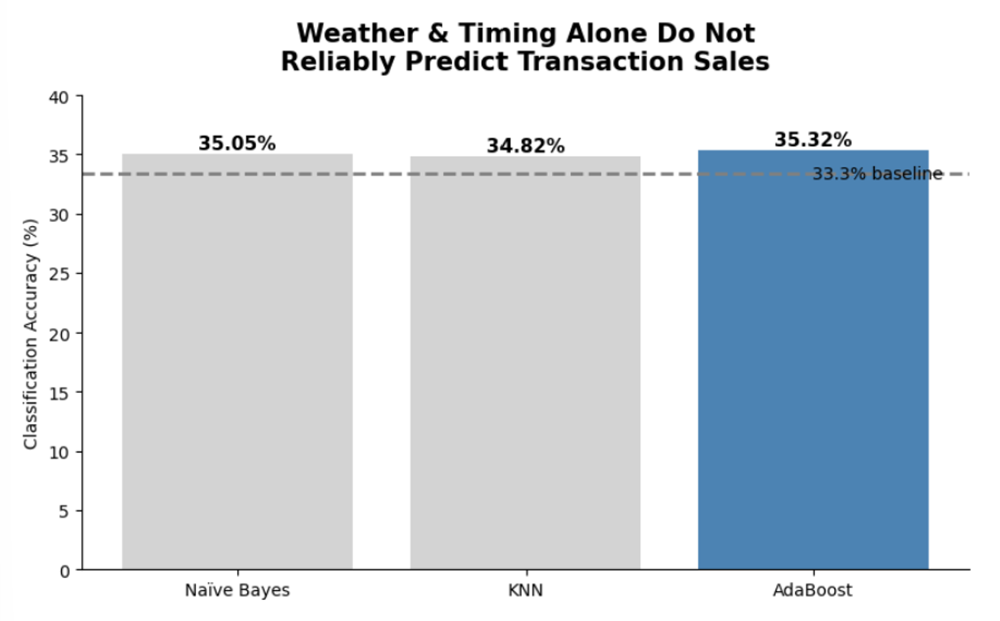 Weather & Timing Alone Do Not
Reliably Predict Transaction Sales
40
35
30
25
20
15
10
5
0
Classification Accuracy (%)
35.05%
34.82%
35.32%
33.3% baseline
Naïve Bayes
KNN
AdaBoost